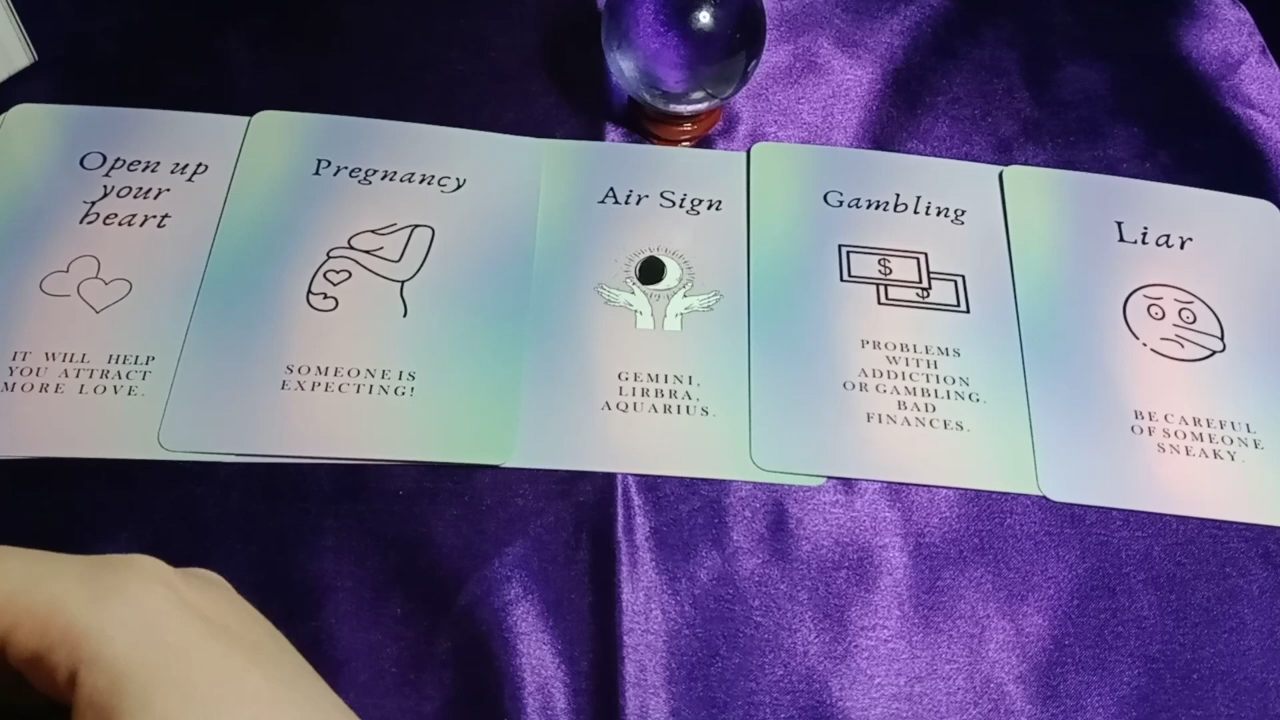 Open up
your
heart
IT WILL HELP
YOU ATTRACT
MORE LOVE.
Pregnancy
SOMEONE IS
EXPECTING!
Air Sign
GEMINI,
LIRBRA,
AQUARIUS.
Gambling
$
$
PROBLEMS
WITH
ADDICTION
OR GAMBLING.
BAD
FINANCES.
Liar
BE CAREFUL
OF SOMEONE
SNEAKY.